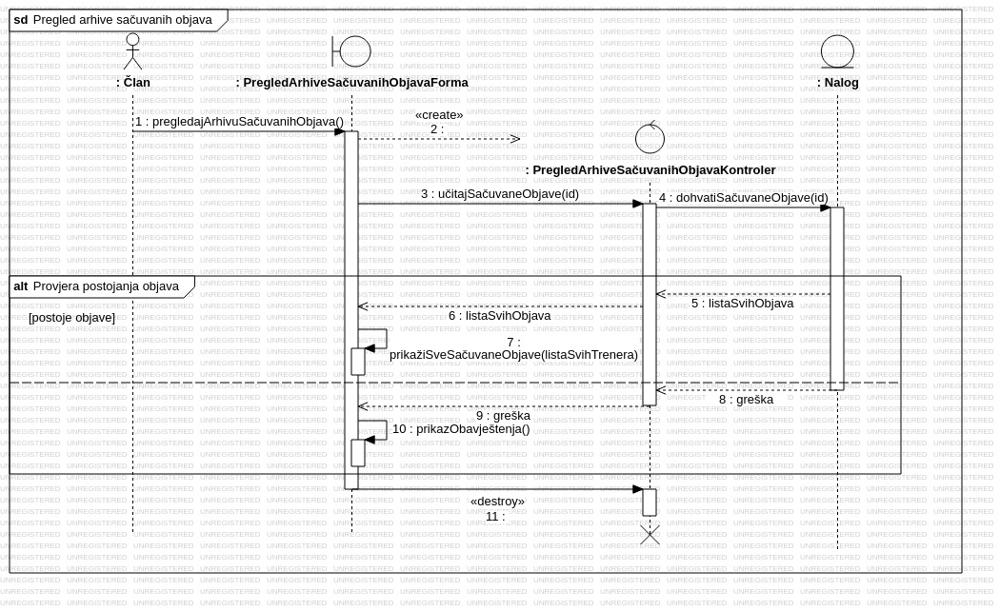 sd Pregled arhive sačuvanih objava
: Član
: PregledArhiveSačuvanihObjavaForma
: Nalog
1 : pregledajArhivuSačuvanihObjava()
«create»
2 :
: PregledArhiveSačuvanihObjavaKontroler
3 : učitajSačuvaneObjave(id)
4 : dohvatiSačuvaneObjave(id)
alt Provjera postojanja objava
[postoje objave]
5 : listaSvihObjava
6 : listaSvihObjava
7 :
prikažiSveSačuvaneObjave(listaSvihTrenera)
8 : greška
9 : greška
10 : prikazObavještenja()
«destroy»
11 :
UNREGISTERED